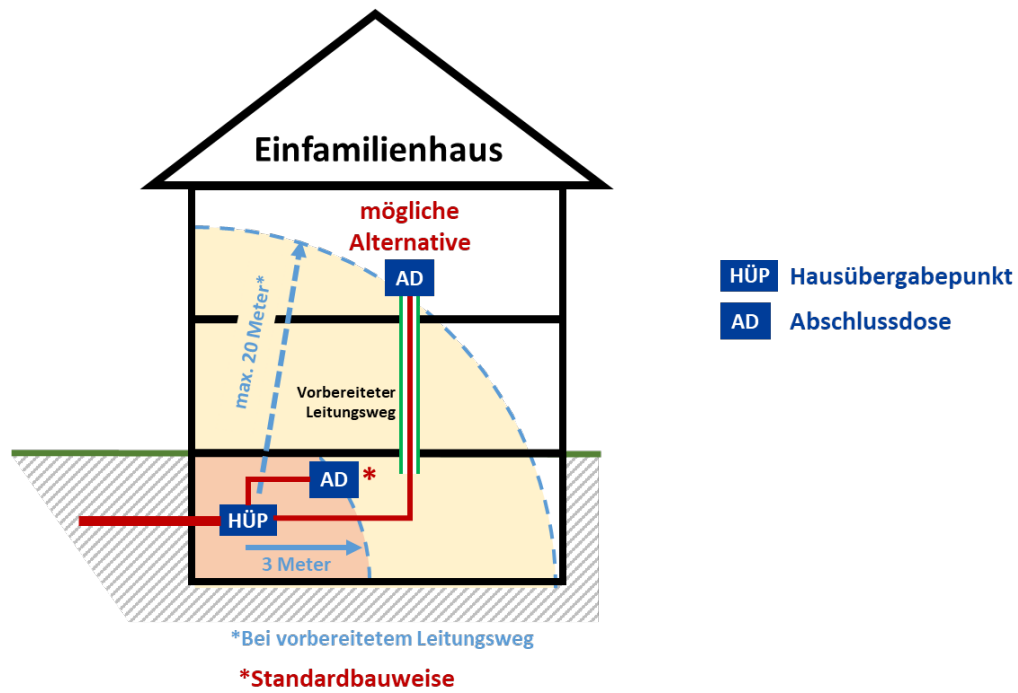 Einfamilienhaus
mögliche
Alternative
AD
max. 20 Meter*
Vorbereiteter
Leitungsweg
AD *
HÜP
3 Meter
HÜP Hausübergabepunkt
AD Abschlussdose
*Bei vorbereitetem Leitungsweg
*Standardbauweise